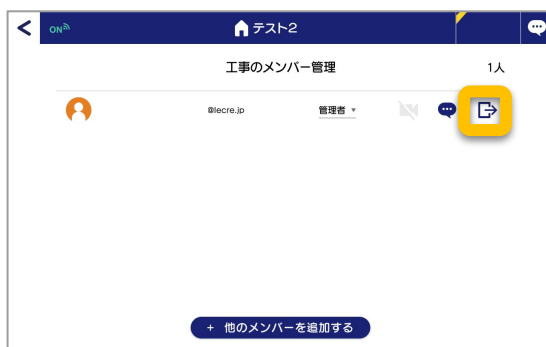 ON
テスト2
工事のメンバー管理
1人
@lecre.jp
管理者
+ 他のメンバーを追加する